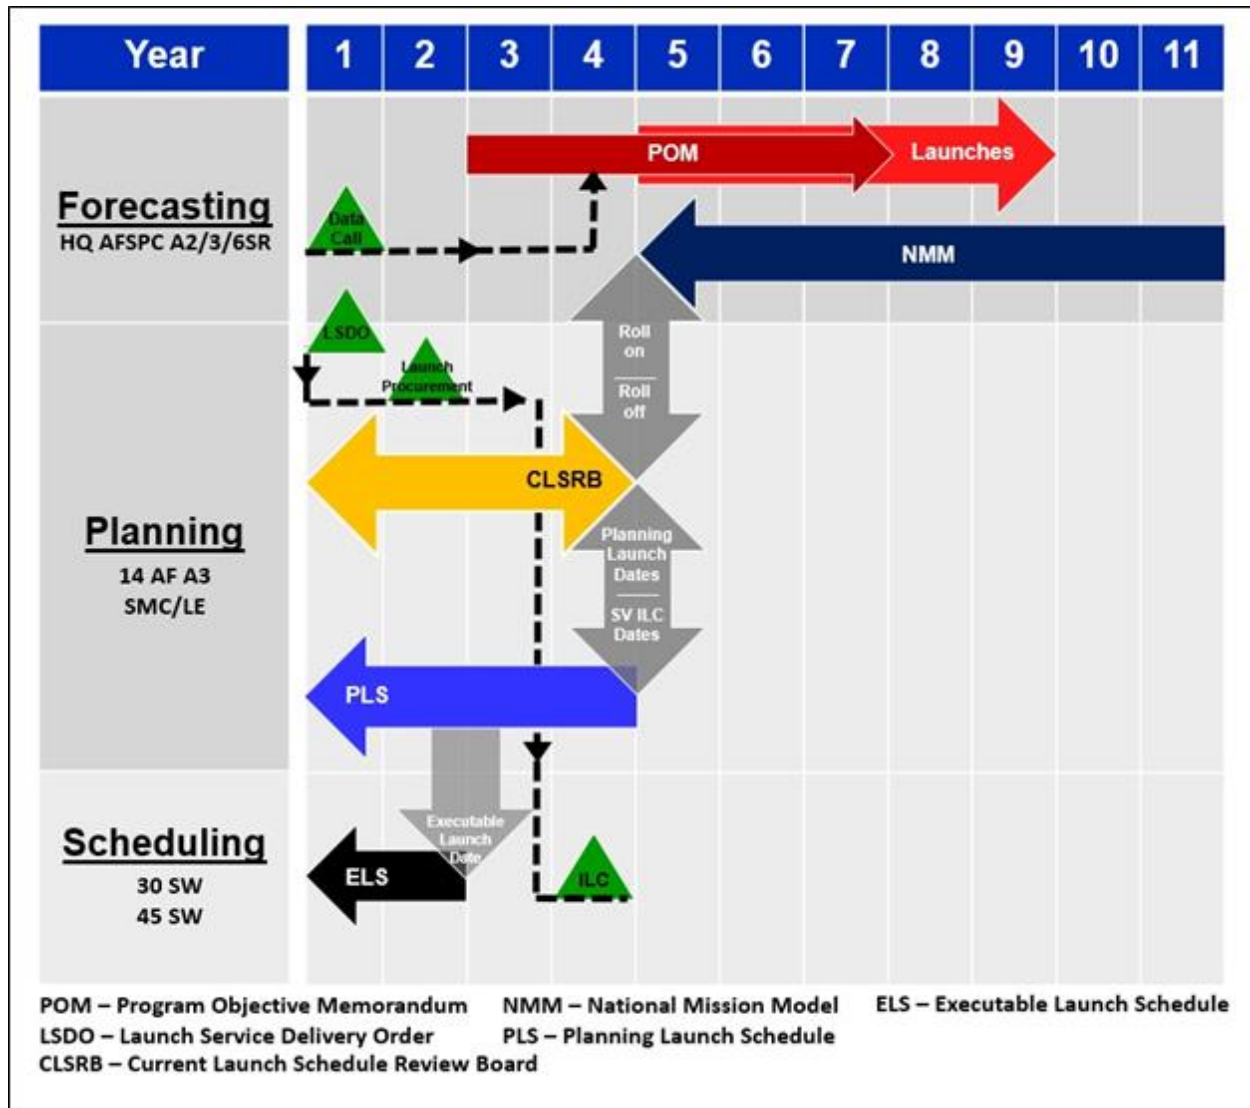 Year 1 2 3 4 5 6 7 8 9 10 11
Forecasting
HQ AFSPC A2/3/6SR
Data
Call
POM
Launches
NMM
LSDO
Launch
Procurement
Roll
on
Roll
off
Planning
14 AF A3
SMC/LE
CLSRB
Planning
Launch
Dates
SV ILC
Dates
PLS
Scheduling
30 SW
45 SW
Executable
Launch
Date
ELS
ILC
POM – Program Objective Memorandum NMM – National Mission Model ELS – Executable Launch Schedule
LSDO – Launch Service Delivery Order PLS – Planning Launch Schedule
CLSRB – Current Launch Schedule Review Board